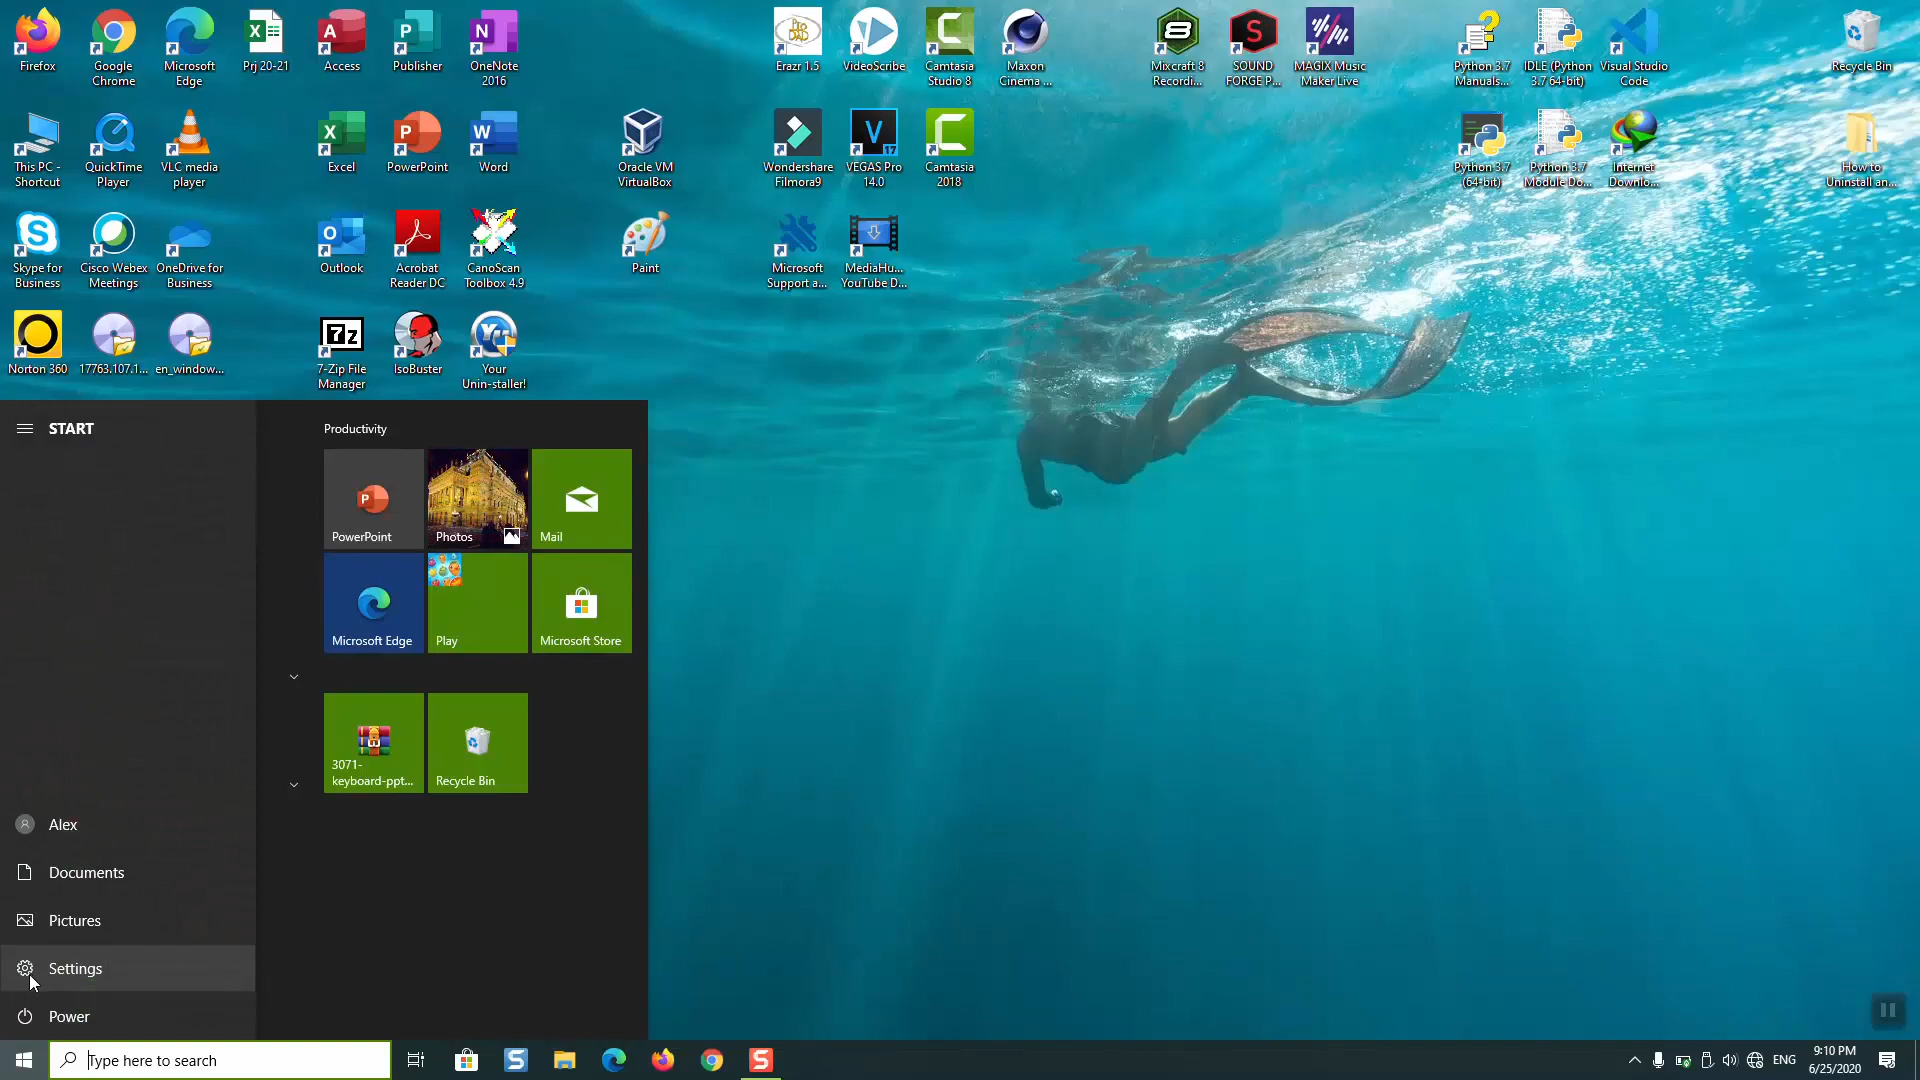 Firefox
Google
Chrome
Microsoft
Edge
Prj 20-21
Access
Publisher
OneNote
2016
Erazr 1.5
VideoScribe
Camtasia
Studio 8
Maxon
Cinema ...
Mixcraft 8
Recordi...
SOUND
FORGE P...
MAGIX Music
Maker Live
Python 3.7
Manuals...
IDLE (Python
3.7 64-bit)
Visual Studio
Code
Recycle Bin
This PC -
Shortcut
QuickTime
Player
VLC media
player
Excel
PowerPoint
Word
Oracle VM
VirtualBox
Wondershare
Filmora9
VEGAS Pro
14.0
Camtasia
2018
Python 3.7
(64-bit)
Python 3.7
Module Do...
Internet
Downlo...
How to
Uninstall an...
Skype for
Business
Cisco Webex
Meetings
OneDrive for
Business
Outlook
Acrobat
Reader DC
CanoScan
Toolbox 4.9
Paint
Microsoft
Support a...
MediaHu...
YouTube D...
Norton 360
17763.107.1...
en_window...
7-Zip File
Manager
IsoBuster
Your
Unin-staller!
START
Productivity
PowerPoint
Photos
Mail
Microsoft Edge
Play
Microsoft Store
3071-
keyboard-ppt...
Recycle Bin
Alex
Documents
Pictures
Settings
Power
Type here to search
ENG
9:10 PM
6/25/2020